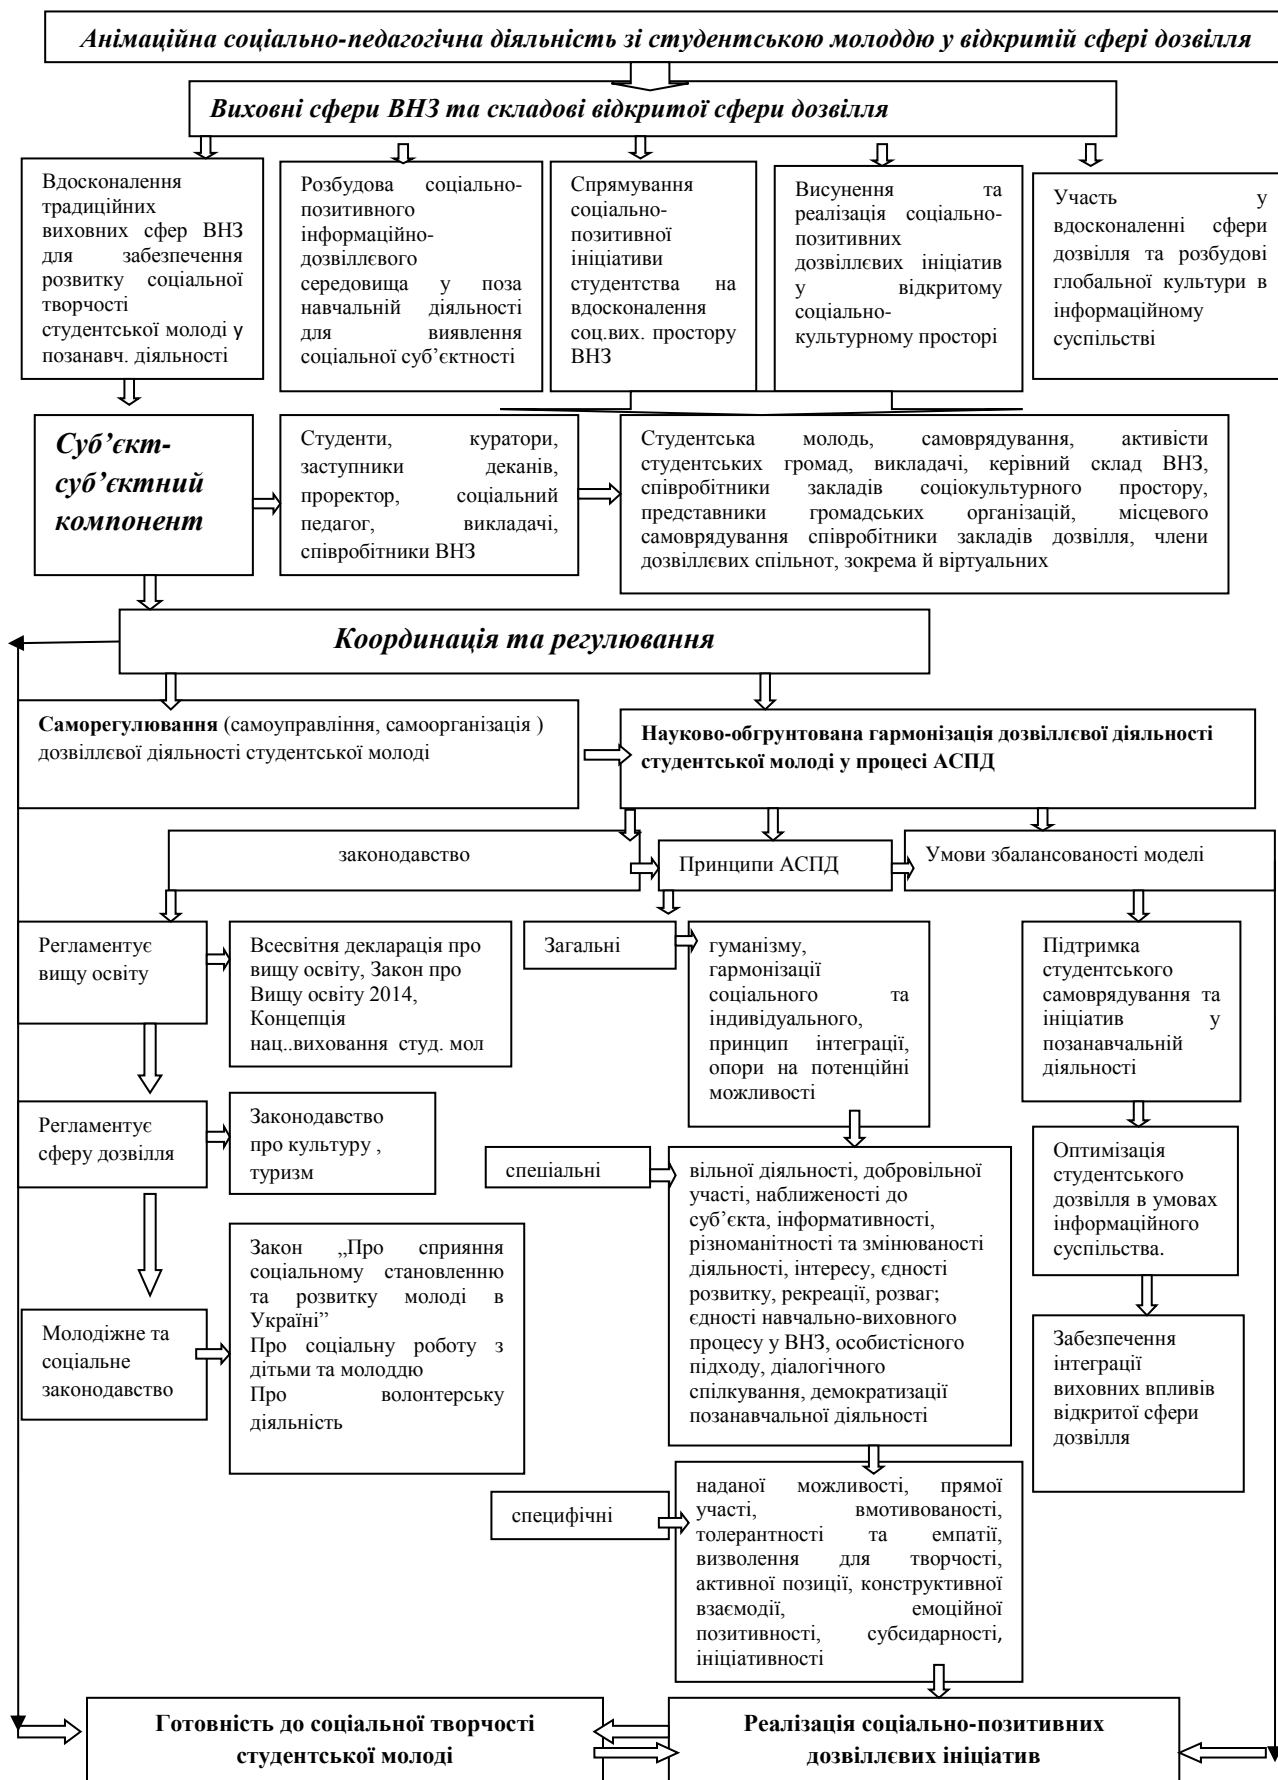 Анімаційна соціально-педагогічна діяльність зі студентською молоддю у відкритій сфері дозвілля
Виховні сфери ВНЗ та складові відкритої сфери дозвілля
Вдосконалення
традиційних
виховних сфер ВНЗ
для забезпечення
розвитку соціальної
творчості
студентської молоді у
позанавч. діяльності
Розбудова соціально-
позитивного
інформаційно-
дозвіллєвого
середовища у поза
навчальній діяльності
для виявлення
соціальної суб’єктності
Спрямування
соціально-
позитивної
ініціативи
студентства на
вдосконалення
соц.вих. простору
ВНЗ
Висунення та
реалізація соціально-
позитивних
дозвіллєвих ініціатив
у відкритому
соціально-
культурному просторі
Участь у
вдосконаленні сфери
дозвілля та розбудові
глобальної культури в
інформаційному
суспільстві
Суб’єкт-
суб’єктний
компонент
Студенти, куратори,
заступники деканів,
проректор, соціальний
педагог, викладачі,
співробітники ВНЗ
Студентська молодь, самоврядування, активісти
студентських громад, викладачі, керівний склад ВНЗ,
співробітники закладів соціокультурного простору,
представники громадських організацій, місцевого
самоврядування співробітники закладів дозвілля, члени
дозвіллєвих спільнот, зокрема й віртуальних
Координація та регулювання
Саморегулювання (самоуправління, самоорганізація )
дозвіллєвої діяльності студентської молоді
Науково-обгрунтована гармонізація дозвіллєвої діяльності
студентської молоді у процесі АСПД
законодавство
Принципи АСПД
Умови збалансованості моделі
Регламентує
вищу освіту
Всесвітня декларація про
вищу освіту, Закон про
Вищу освіту 2014,
Концепція
нац..виховання студ. мол
Загальні
гуманізму,
гармонізації
соціального та
індивідуального,
принцип інтеграції,
опори на потенційні
можливості
Підтримка
студентського
самоврядування та
ініціатив у
позанавчальній
діяльності
Регламентує
сферу дозвілля
Законодавство
про культуру ,
туризм
спеціальні
вільної діяльності, добровільної
участі, наближеності до
суб’єкта, інформативності,
різноманітності та змінюваності
діяльності, інтересу, єдності
розвитку, рекреації, розваг;
єдності навчально-виховного
процесу у ВНЗ, особистісного
підходу, діалогічного
спілкування, демократизації
позанавчальної діяльності
Оптимізація
студентського
дозвілля в умовах
інформаційного
суспільства.
Молодіжне та
соціальне
законодавство
Закон „Про сприяння
соціальному становленню
та розвитку молоді в
Україні”
Про соціальну роботу з
дітьми та молоддю
Про волонтерську
діяльність
Забезпечення
інтеграції
виховних впливів
відкритої сфери
дозвілля
специфічні
наданої можливості, прямої
участі, вмотивованості,
толерантності та емпатії,
визволення для творчості,
активної позиції, конструктивної
взаємодії, емоційної
позитивності, субсидарності,
ініціативності
Готовність до соціальної творчості
студентської молоді
Реалізація соціально-позитивних
дозвіллєвих ініціатив